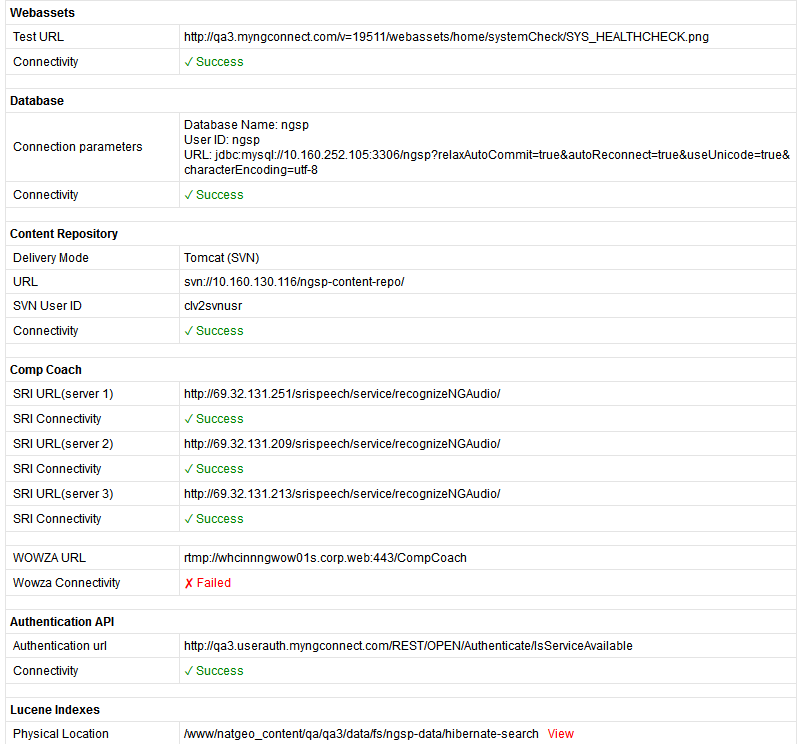 Webassets
Test URL http://qa3.myngconnect.com/v=19511/webassets/home/systemCheck/SYS_HEALTHCHECK.png
Connectivity ✓ Success
Database
Connection parameters
Database Name: ngsp
User ID: ngsp
URL: jdbc:mysql://10.160.252.105:3306/ngsp?relaxAutoCommit=true&autoReconnect=true&useUnicode=true&
characterEncoding=utf-8
Connectivity ✓ Success
Content Repository
Delivery Mode Tomcat (SVN)
URL svn://10.160.130.116/ngsp-content-repo/
SVN User ID clv2svnusr
Connectivity ✓ Success
Comp Coach
SRI URL(server 1) http://69.32.131.251/srispeech/service/recognizeNGAudio/
SRI Connectivity ✓ Success
SRI URL(server 2) http://69.32.131.209/srispeech/service/recognizeNGAudio/
SRI Connectivity ✓ Success
SRI URL(server 3) http://69.32.131.213/srispeech/service/recognizeNGAudio/
SRI Connectivity ✓ Success
WOWZA URL rtmp://whcinnngwow01s.corp.web:443/CompCoach
Wowza Connectivity ✗ Failed
Authentication API
Authentication url http://qa3.userauth.myngconnect.com/REST/OPEN/Authenticate/IsServiceAvailable
Connectivity ✓ Success
Lucene Indexes
Physical Location /www/natgeo_content/qa/qa3/data/fs/ngsp-data/hibernate-search View